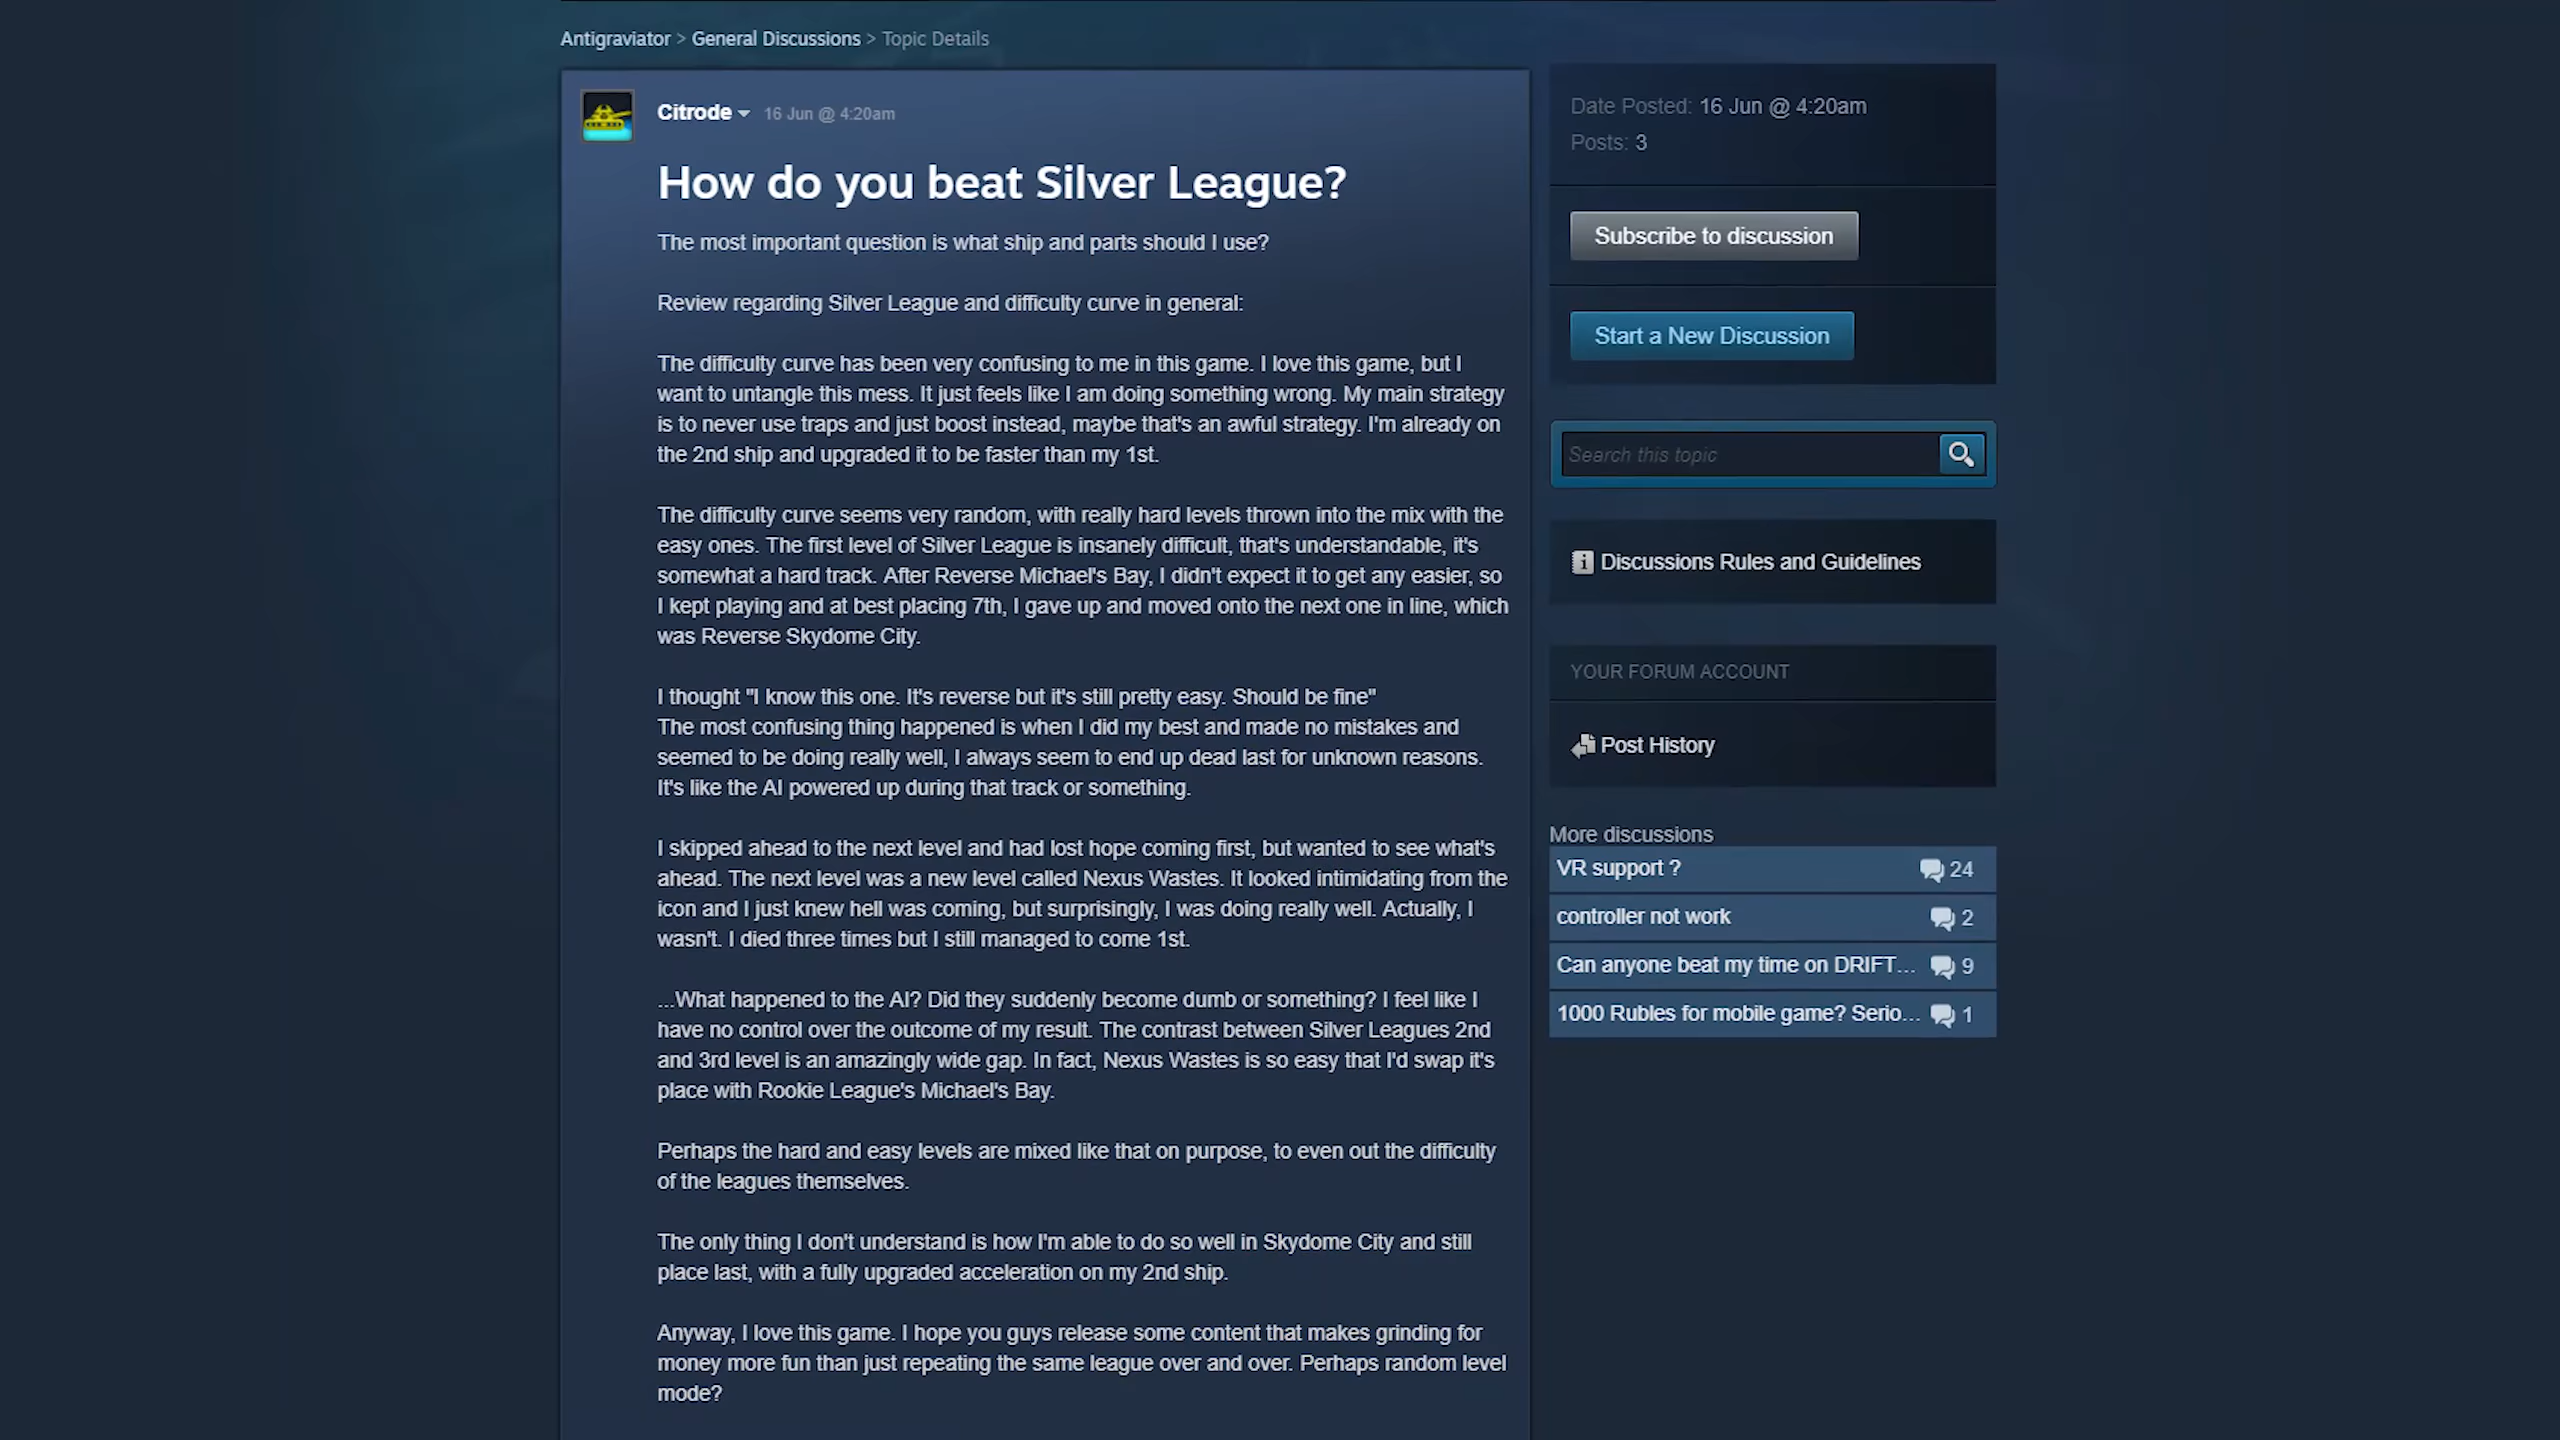 Antigraviator > General Discussions > Topic Details
Citrode 16 Jun @ 4:20am
How do you beat Silver League?
The most important question is what ship and parts should I use?
Review regarding Silver League and difficulty curve in general:
The difficulty curve has been very confusing to me in this game. I love this game, but I
want to untangle this mess. It just feels like I am doing something wrong. My main strategy
is to never use traps and just boost instead, maybe that's an awful strategy. I'm already on
the 2nd ship and upgraded it to be faster than my 1st.
The difficulty curve seems very random, with really hard levels thrown into the mix with the
easy ones. The first level of Silver League is insanely difficult, that's understandable, it's
somewhat a hard track. After Reverse Michael's Bay, I didn't expect it to get any easier, so
I kept playing and at best placing 7th, I gave up and moved onto the next one in line, which
was Reverse Skydome City.
I thought "I know this one. It's reverse but it's still pretty easy. Should be fine"
The most confusing thing happened is when I did my best and made no mistakes and
seemed to be doing really well, I always seem to end up dead last for unknown reasons.
It's like the AI powered up during that track or something.
I skipped ahead to the next level and had lost hope coming first, but wanted to see what's
ahead. The next level was a new level called Nexus Wastes. It looked intimidating from the
icon and I just knew hell was coming, but surprisingly, I was doing really well. Actually, I
wasn't. I died three times but I still managed to come 1st.
...What happened to the AI? Did they suddenly become dumb or something? I feel like I
have no control over the outcome of my result. The contrast between Silver Leagues 2nd
and 3rd level is an amazingly wide gap. In fact, Nexus Wastes is so easy that I'd swap it's
place with Rookie League's Michael's Bay.
Perhaps the hard and easy levels are mixed like that on purpose, to even out the difficulty
of the leagues themselves.
The only thing I don't understand is how I'm able to do so well in Skydome City and still
place last, with a fully upgraded acceleration on my 2nd ship.
Anyway, I love this game. I hope you guys release some content that makes grinding for
money more fun than just repeating the same league over and over. Perhaps random level
mode?
Date Posted: 16 Jun @ 4:20am
Posts: 3
Subscribe to discussion
Start a New Discussion
Search this topic
Discussions Rules and Guidelines
YOUR FORUM ACCOUNT
Post History
More discussions
VR support ? 24
controller not work 2
Can anyone beat my time on DRIFT... 9
1000 Rubles for mobile game? Serio... 1